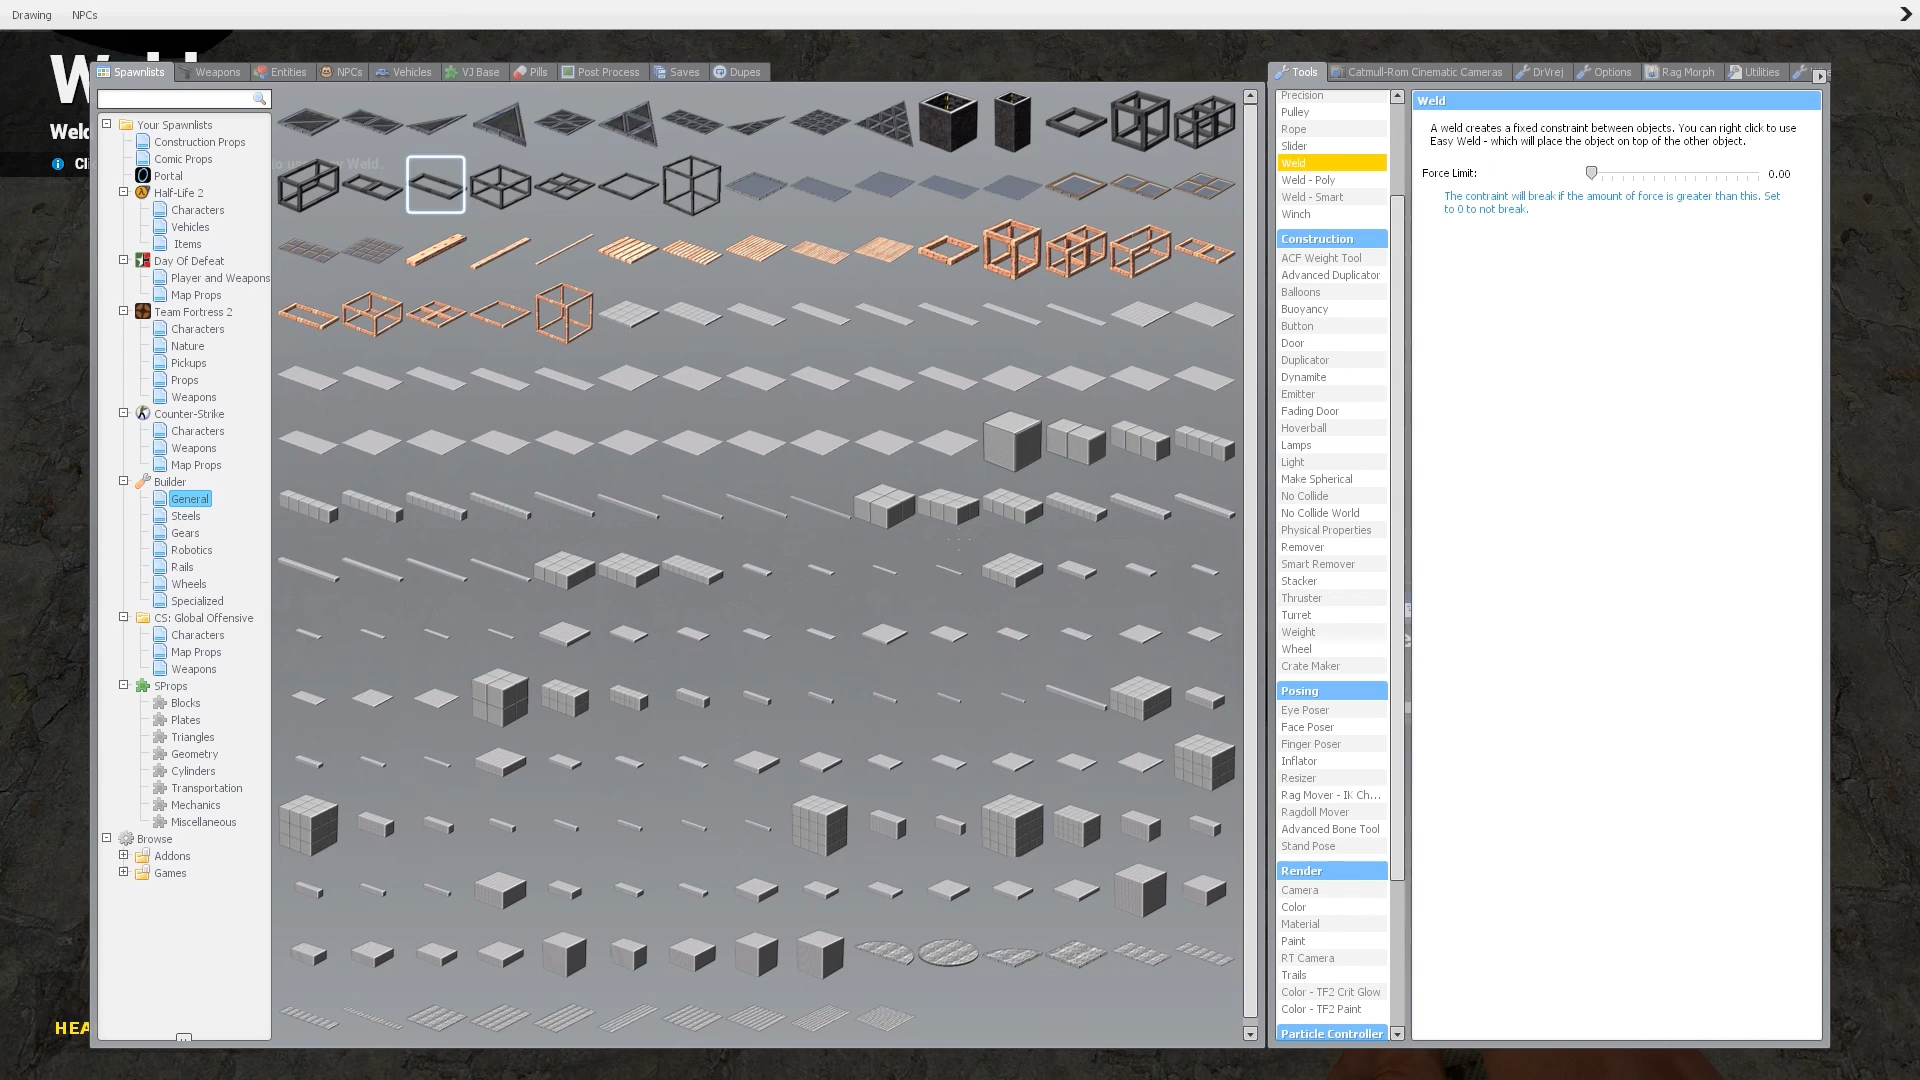 Drawing
NPCs
Spawnlists
Weapons
Entities
NPCs
Vehicles
VJ Base
Pills
Post Process
Saves
Dupes
Your Spawnlists
Construction Props
Comic Props
Portal
Half-Life 2
Characters
Vehicles
Items
Day Of Defeat
Player and Weapons
Map Props
Team Fortress 2
Characters
Nature
Pickups
Props
Weapons
Counter-Strike
Characters
Weapons
Map Props
Builder
General
Steels
Gears
Robotics
Rails
Wheels
Specialized
CS: Global Offensive
Characters
Map Props
Weapons
SProps
Blocks
Plates
Triangles
Geometry
Cylinders
Transportation
Mechanics
Miscellaneous
Browse
Addons
Games
Tools
Catmull-Rom Cinematic Cameras
DrVrej
Options
Rag Morph
Utilities
Precision
Pulley
Rope
Slider
Weld
Weld - Poly
Weld - Smart
Winch
Construction
ACF Weight Tool
Advanced Duplicator
Balloons
Buoyancy
Button
Door
Duplicator
Dynamite
Emitter
Fading Door
Hoverball
Lamps
Light
Make Spherical
No Collide
No Collide World
Physical Properties
Remover
Smart Remover
Stacker
Thruster
Turret
Weight
Wheel
Crate Maker
Posing
Eye Poser
Face Poser
Finger Poser
Inflator
Resizer
Rag Mover - IK Ch...
Ragdoll Mover
Advanced Bone Tool
Stand Pose
Render
Camera
Color
Material
Paint
RT Camera
Trails
Color - TF2 Crit Glow
Color - TF2 Paint
Particle Controller
Weld
A weld creates a fixed constraint between objects. You can right click to use
Easy Weld - which will place the object on top of the other object.
Force Limit:
0.00
The contraint will break if the amount of force is greater than this. Set
to 0 to not break.